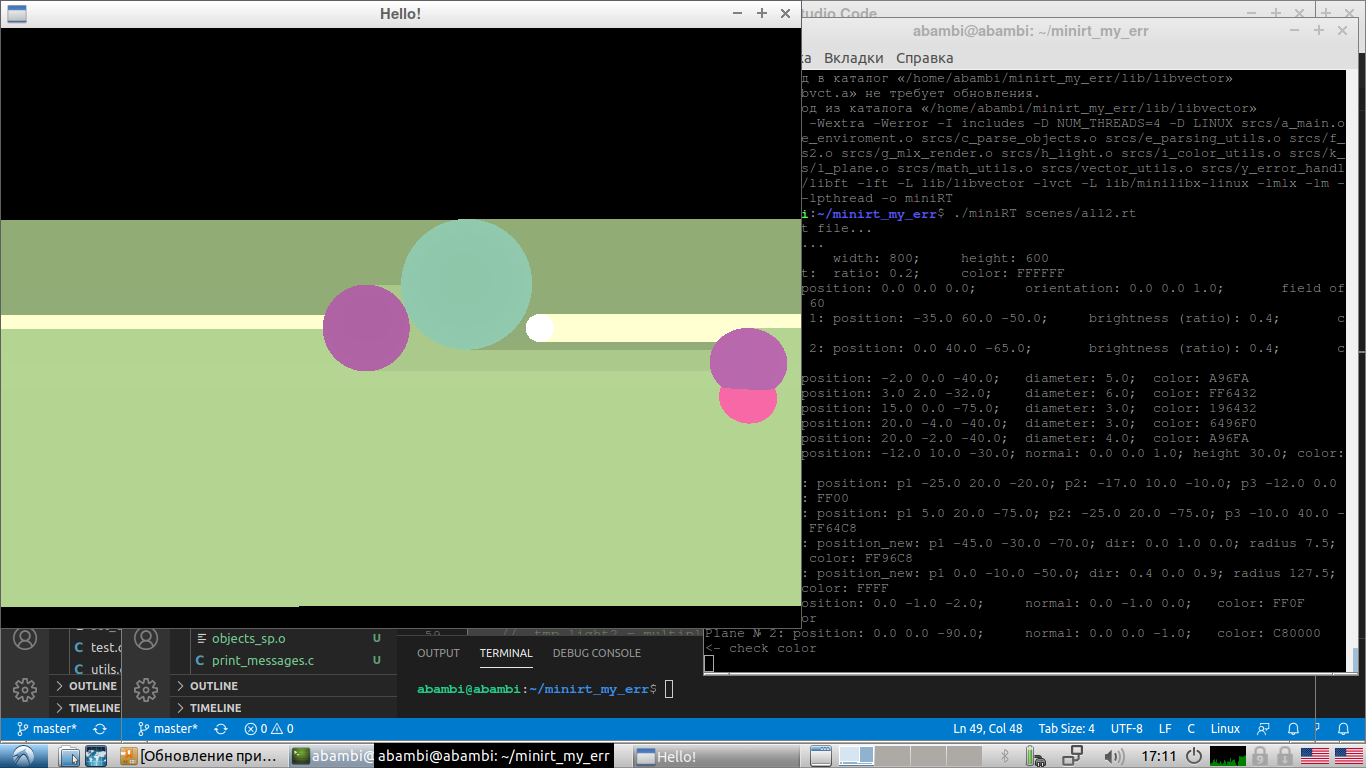 Hello!
tudio Code
abambi@abambi: ~/minirt_my_err
ка Вкладки Справка
д в каталог «/home/abambi/minirt_my_err/lib/libvector»
bvct.a» не требует обновления.
од из каталога «/home/abambi/minirt_my_err/lib/libvector»
-Wextra -Werror -I includes -D NUM_THREADS=4 -D LINUX srcs/a_main.o
e_enviroment.o srcs/c_parse_objects.o srcs/e_parsing_utils.o srcs/f_
s2.o srcs/g_mlx_render.o srcs/h_light.o srcs/i_color_utils.o srcs/k_
s/l_plane.o srcs/math_utils.o srcs/vector_utils.o srcs/y_error_handl
/libft -lft -L lib/libvector -lvct -L lib/minilibx-linux -lmlx -lm -
-lpthread -o miniRT
i:~/minirt_my_err$ ./miniRT scenes/all2.rt
t file...
...
width: 800; height: 600
t: ratio: 0.2; color: FFFFFF
position: 0.0 0.0 0.0; orientation: 0.0 0.0 1.0; field of
60
1: position: -35.0 60.0 -50.0; brightness (ratio): 0.4; c
2: position: 0.0 40.0 -65.0; brightness (ratio): 0.4; c
position: -2.0 0.0 -40.0; diameter: 5.0; color: A96FA
position: 3.0 2.0 -32.0; diameter: 6.0; color: FF6432
position: 15.0 0.0 -75.0; diameter: 3.0; color: 196432
position: 20.0 -4.0 -40.0; diameter: 3.0; color: 6496F0
position: 20.0 -2.0 -40.0; diameter: 4.0; color: A96FA
position: -12.0 10.0 -30.0; normal: 0.0 0.0 1.0; height 30.0; color:
: position: p1 -25.0 20.0 -20.0; p2: -17.0 10.0 -10.0; p3 -12.0 0.0
: FF00
: position: p1 5.0 20.0 -75.0; p2: -25.0 20.0 -75.0; p3 -10.0 40.0 -
FF64C8
: position_new: p1 -45.0 -30.0 -70.0; dir: 0.0 1.0 0.0; radius 7.5;
color: FF96C8
: position_new: p1 0.0 -10.0 -50.0; dir: 0.4 0.0 0.9; radius 127.5;
color: FFFF
osition: 0.0 -1.0 -2.0; normal: 0.0 -1.0 0.0; color: FF0F
or
Plane № 2: position: 0.0 0.0 -90.0; normal: 0.0 0.0 -1.0; color: C80000
<- check color
test.c
utils.c
OUTLINE
TIMELINE
objects_sp.o U
print_messages.c U
OUTLINE
TIMELINE
OUTPUT TERMINAL DEBUG CONSOLE
abambi@abambi:~/minirt_my_err$
master* master* 0 0 Ln 49, Col 48 Tab Size: 4 UTF-8 LF C Linux
[Обновление при... abambi@ abambi@abambi: ~/minirt_my_err Hello! 17:11